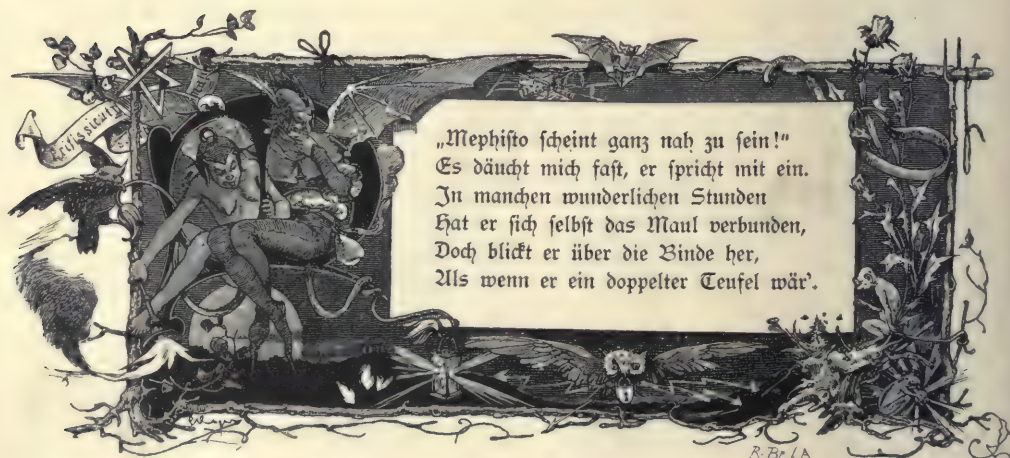 „Mephisto scheint ganz nah zu sein!“
Es däucht mich fast, er spricht mit ein.
In manchen wunderlichen Stunden
Hat er sich selbst das Maul verbunden,
Doch blickt er über die Binde her,
Als wenn er ein doppelter Teufel wär’.